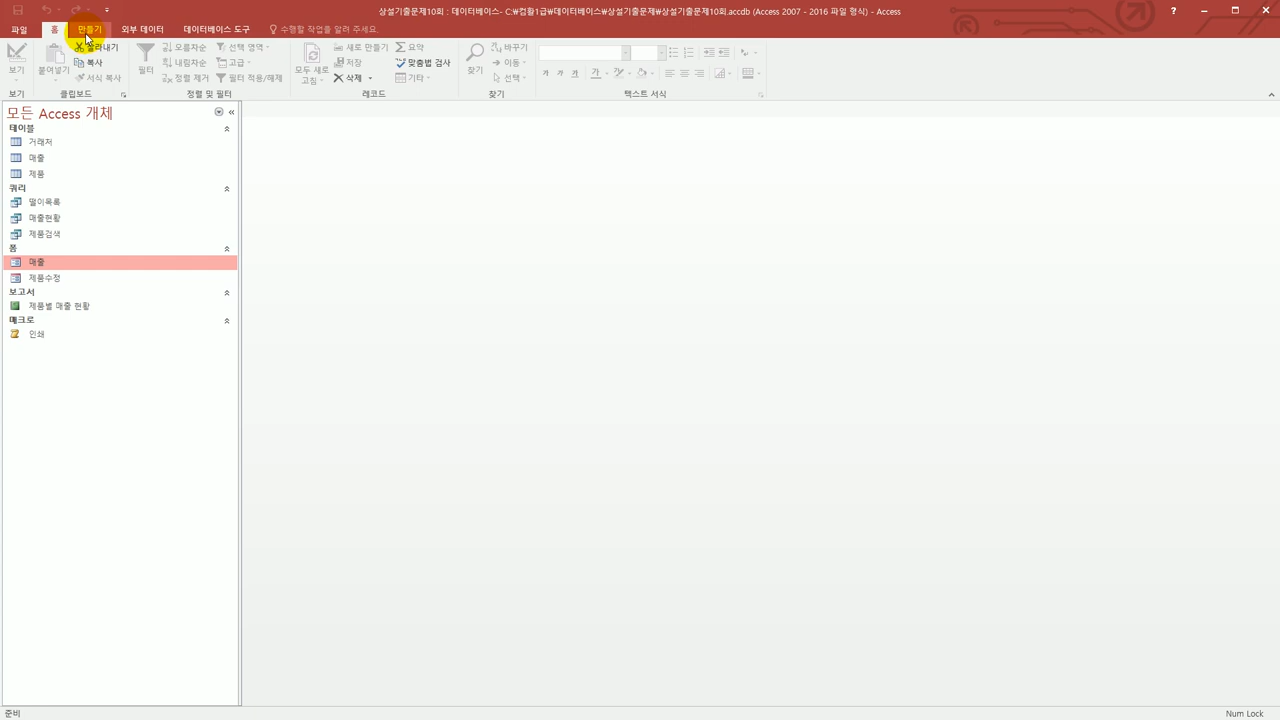 상설기출문제10회 : 데이터베이스- C:₩컴활1급₩데이터베이스₩상설기출문제₩상설기출문제10회.accdb (Access 2007 - 2016 파일 형식) - Access
파일 홈 만들기 외부 데이터 데이터베이스 도구 수행할 작업을 알려 주세요.
보기
붙여넣기
잘라내기
복사
서식 복사
필터
오름차순
내림차순
정렬 제거
선택 영역
고급
필터 적용/해제
모두 새로
고침
새로 만들기
저장
삭제
요약
맞춤법 검사
기타
찾기
바꾸기
이동
선택
가 가 가 가
보기 클립보드 정렬 및 필터 레코드 찾기 텍스트 서식
모든 Access 개체
테이블
거래처
매출
제품
쿼리
떨이목록
매출현황
제품검색
폼
매출
제품수정
보고서
제품별 매출 현황
매크로
인쇄
준비
Num Lock